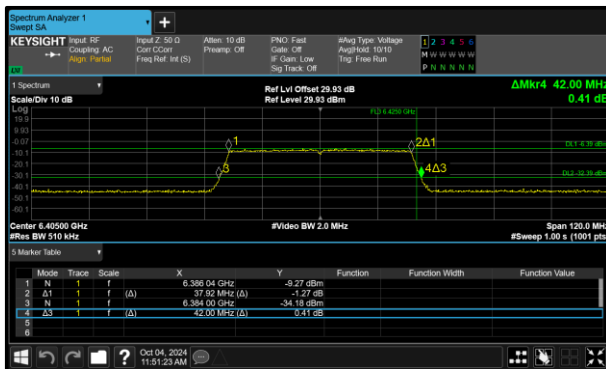 Spectrum Analyzer 1
Swept SA
KEYSIGHT
Input: RF
Coupling: AC
Align: Partial
Input Z: 50 Ω
Corr CCorr
Freq Ref: Int (S)
Atten: 10 dB
Preamp: Off
PNO: Fast
Gate: Off
IF Gain: Low
Sig Track: Off
#Avg Type: Voltage
Avg|Hold: 10/10
Trig: Free Run
1 2 3 4 5 6
M W W W W W
P N N N N N
1 Spectrum
Scale/Div 10 dB
Ref Lvl Offset 29.93 dB
Ref Level 29.93 dBm
ΔMkr4 42.00 MHz
0.41 dB
Log
19.9
9.93
-0.07
-10.1
-20.1
-30.1
-40.1
-50.1
-60.1
1
2Δ1
3
4Δ3
DL1 -6.39 dBm
DL2 -32.39 dBm
Center 6.40500 GHz
#Res BW 510 kHz
#Video BW 2.0 MHz
Span 120.0 MHz
#Sweep 1.00 s (1001 pts)
5 Marker Table
Mode Trace Scale X Y Function Function Width Function Value
1 N 1 f 6.386 04 GHz -9.27 dBm
2 Δ1 1 f (Δ) 37.92 MHz (Δ) -1.27 dB
3 N 1 f 6.384 00 GHz -34.18 dBm
4 Δ3 1 f (Δ) 42.00 MHz (Δ) 0.41 dB
5
6
Oct 04, 2024
11:51:23 AM